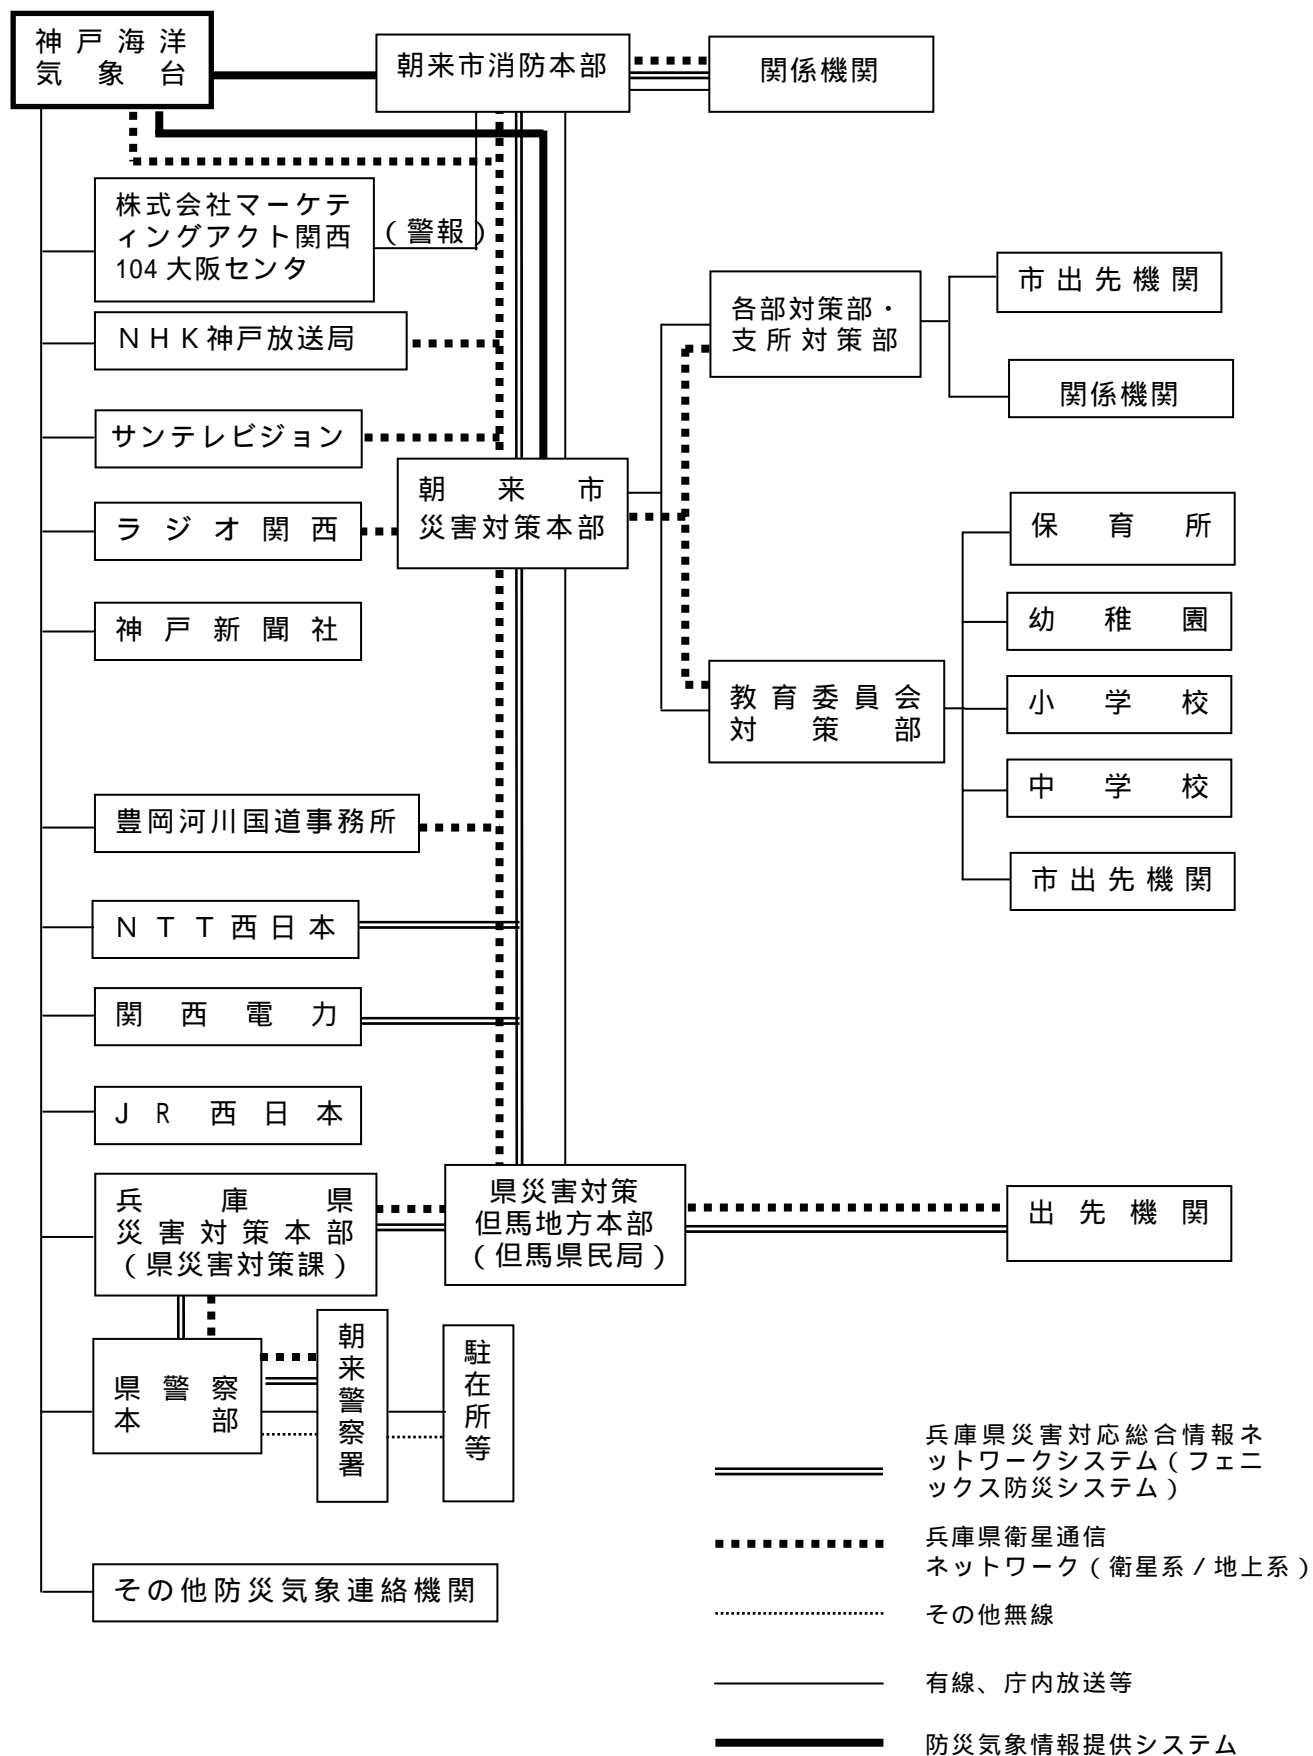 神戸海洋
気象台
朝来市消防本部
関係機関
株式会社マーケテ
ィングアクト関西
104大阪センタ
（警報）
ＮＨＫ神戸放送局
サンテレビジョン
ラジオ関西
神戸新聞社
豊岡河川国道事務所
ＮＴＴ西日本
関西電力
ＪＲ西日本
兵庫県
災害対策本部
（県災害対策課）
県警察
本部
朝来警察署
駐在所等
その他防災気象連絡機関
朝来市
災害対策本部
県災害対策
但馬地方本部
（但馬県民局）
各部対策部・
支所対策部
市出先機関
関係機関
教育委員会
対策部
保育所
幼稚園
小学校
中学校
市出先機関
出先機関
兵庫県災害対応総合情報ネ
ットワークシステム（フェニ
ックス防災システム）
兵庫県衛星通信
ネットワーク（衛星系／地上系）
その他無線
有線、庁内放送等
防災気象情報提供システム